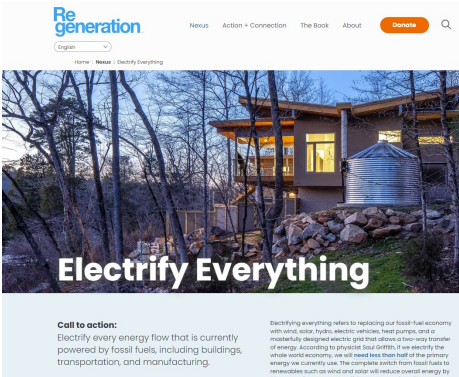 Re
generation
Nexus Action + Connection The Book About Donate
English
Home | Nexus | Electrify Everything
Electrify Everything
Call to action:
Electrify every energy flow that is currently
powered by fossil fuels, including buildings,
transportation, and manufacturing.
Electrifying everything refers to replacing our fossil-fuel economy
with wind, solar, hydro, electric vehicles, heat pumps, and a
masterfully designed electric grid that allows a two-way transfer
of energy. According to physicist Saul Griffith, if we electrify the
whole world economy, we will need less than half of the primary
energy we currently use. The complete switch from fossil fuels to
renewables such as wind and solar will reduce overall energy by